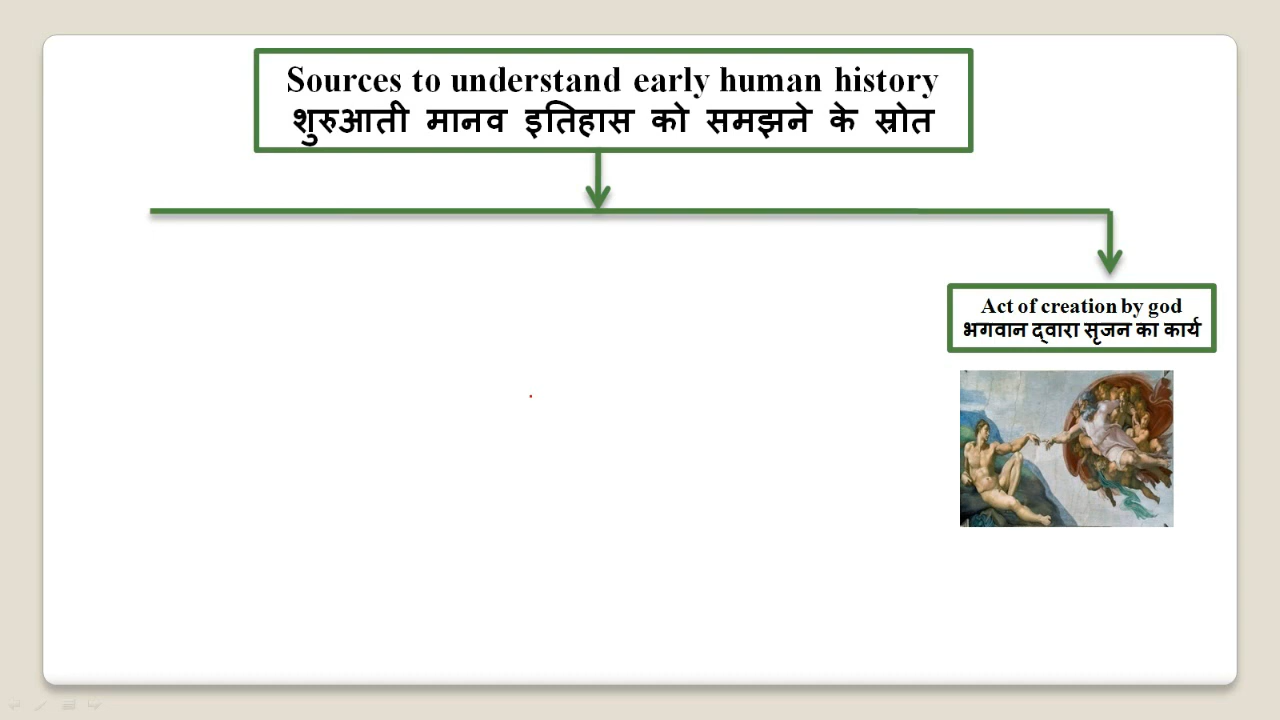 Sources to understand early human history
शुरुआती मानव इतिहास को समझने के स्रोत
Act of creation by god
भगवान द्वारा सृजन का कार्य